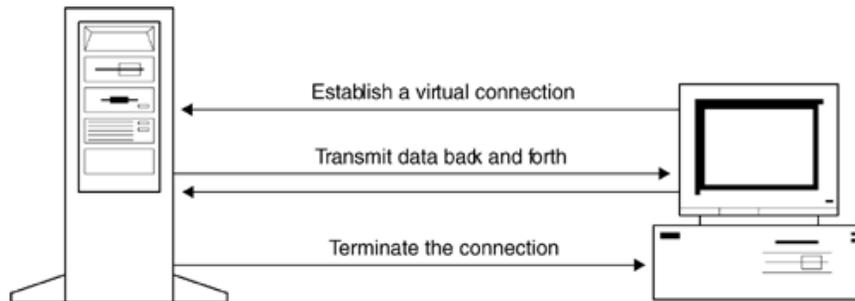 Establish a virtual connection
Transmit data back and forth
Terminate the connection